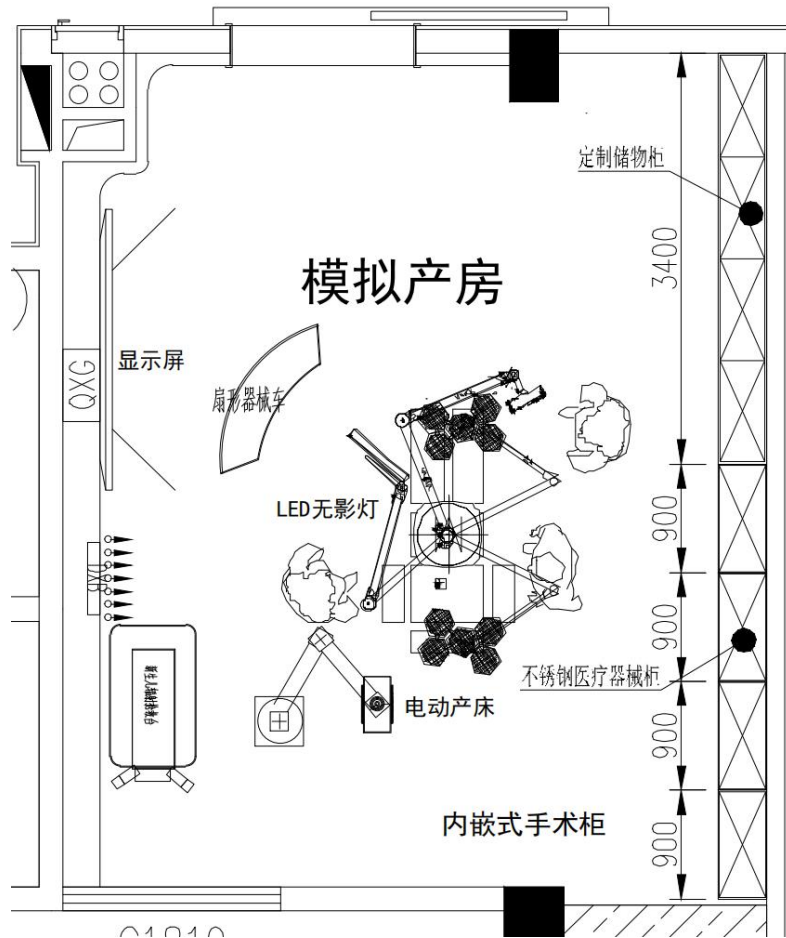 定制储物柜
3400
模拟产房
显示屏
QXG
扇形器械车
LED无影灯
900
900
不锈钢医疗器械柜
电动产床
900
内嵌式手术柜
900